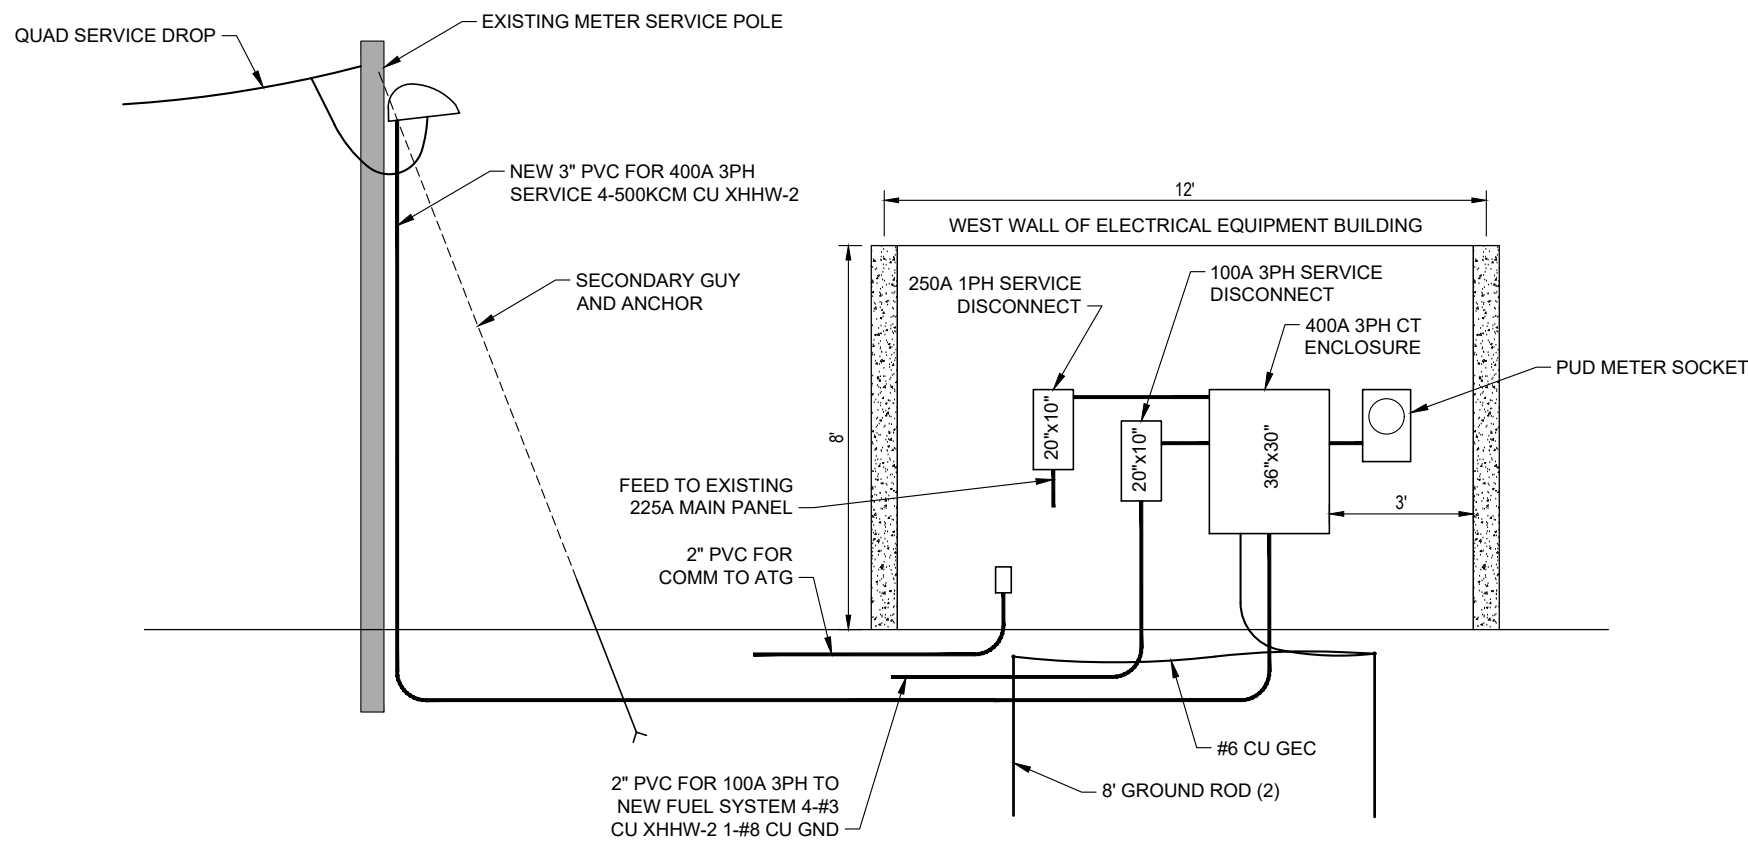 EXISTING METER SERVICE POLE
QUAD SERVICE DROP
NEW 3" PVC FOR 400A 3PH
SERVICE 4-500KCM CU XHHW-2
12'
WEST WALL OF ELECTRICAL EQUIPMENT BUILDING
SECONDARY GUY
AND ANCHOR
250A 1PH SERVICE
DISCONNECT
100A 3PH SERVICE
DISCONNECT
400A 3PH CT
ENCLOSURE
PUD METER SOCKET
8'
20"x10"
20"x10"
36"x30"
3'
FEED TO EXISTING
225A MAIN PANEL
2" PVC FOR
COMM TO ATG
#6 CU GEC
8' GROUND ROD (2)
2" PVC FOR 100A 3PH TO
NEW FUEL SYSTEM 4-#3
CU XHHW-2 1-#8 CU GND